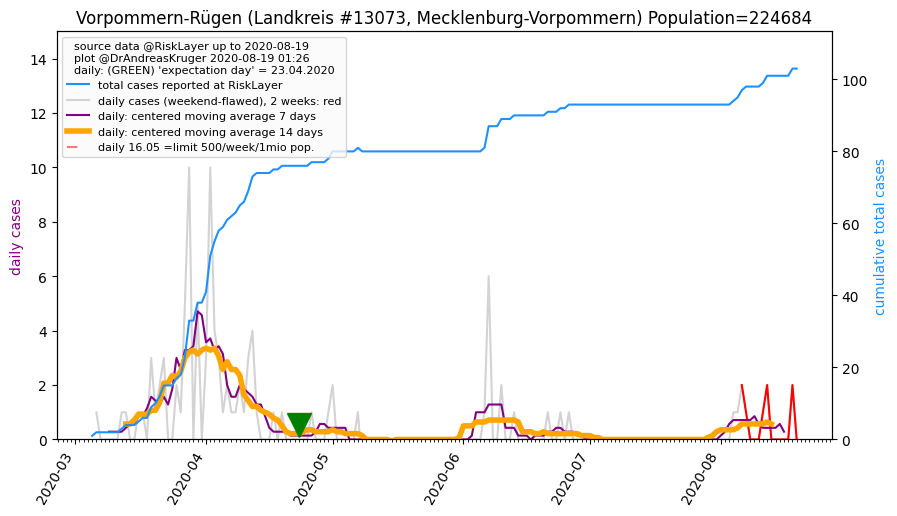 Vorpommern-Rügen (Landkreis #13073, Mecklenburg-Vorpommern) Population=224684
source data @RiskLayer up to 2020-08-19
plot @DrAndreasKruger 2020-08-19 01:26
daily: (GREEN) 'expectation day' = 23.04.2020
total cases reported at RiskLayer
daily cases (weekend-flawed), 2 weeks: red
daily: centered moving average 7 days
daily: centered moving average 14 days
daily 16.05 =limit 500/week/1mio pop.
daily cases
14
12
10
8
6
4
2
0
cumulative total cases
100
80
60
40
20
0
2020-03
2020-04
2020-05
2020-06
2020-07
2020-08